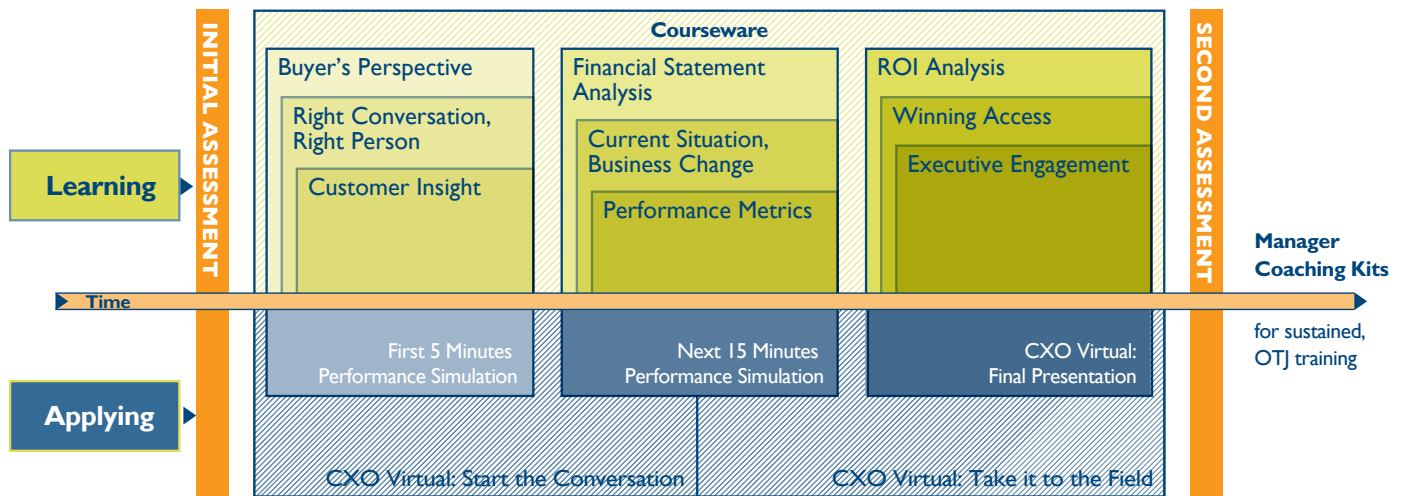 INITIAL ASSESSMENT
Courseware
Buyer’s Perspective
Right Conversation,
Right Person
Customer Insight
Financial Statement
Analysis
Current Situation,
Business Change
Performance Metrics
ROI Analysis
Winning Access
Executive Engagement
SECOND ASSESSMENT
Learning
Time
Manager
Coaching Kits
for sustained,
OTJ training
Applying
First 5 Minutes
Performance Simulation
Next 15 Minutes
Performance Simulation
CXO Virtual:
Final Presentation
CXO Virtual: Start the Conversation
CXO Virtual: Take it to the Field